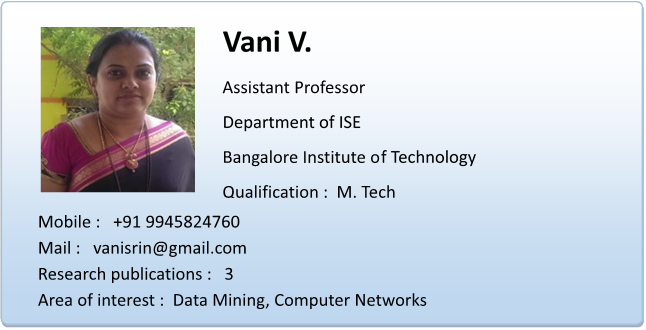 Vani V.
Assistant Professor
Department of ISE
Bangalore Institute of Technology
Qualification :  M. Tech
Mobile :   +91 9945824760
Mail :   vanisrin@gmail.com
Research publications :   3
Area of interest :  Data Mining, Computer Networks